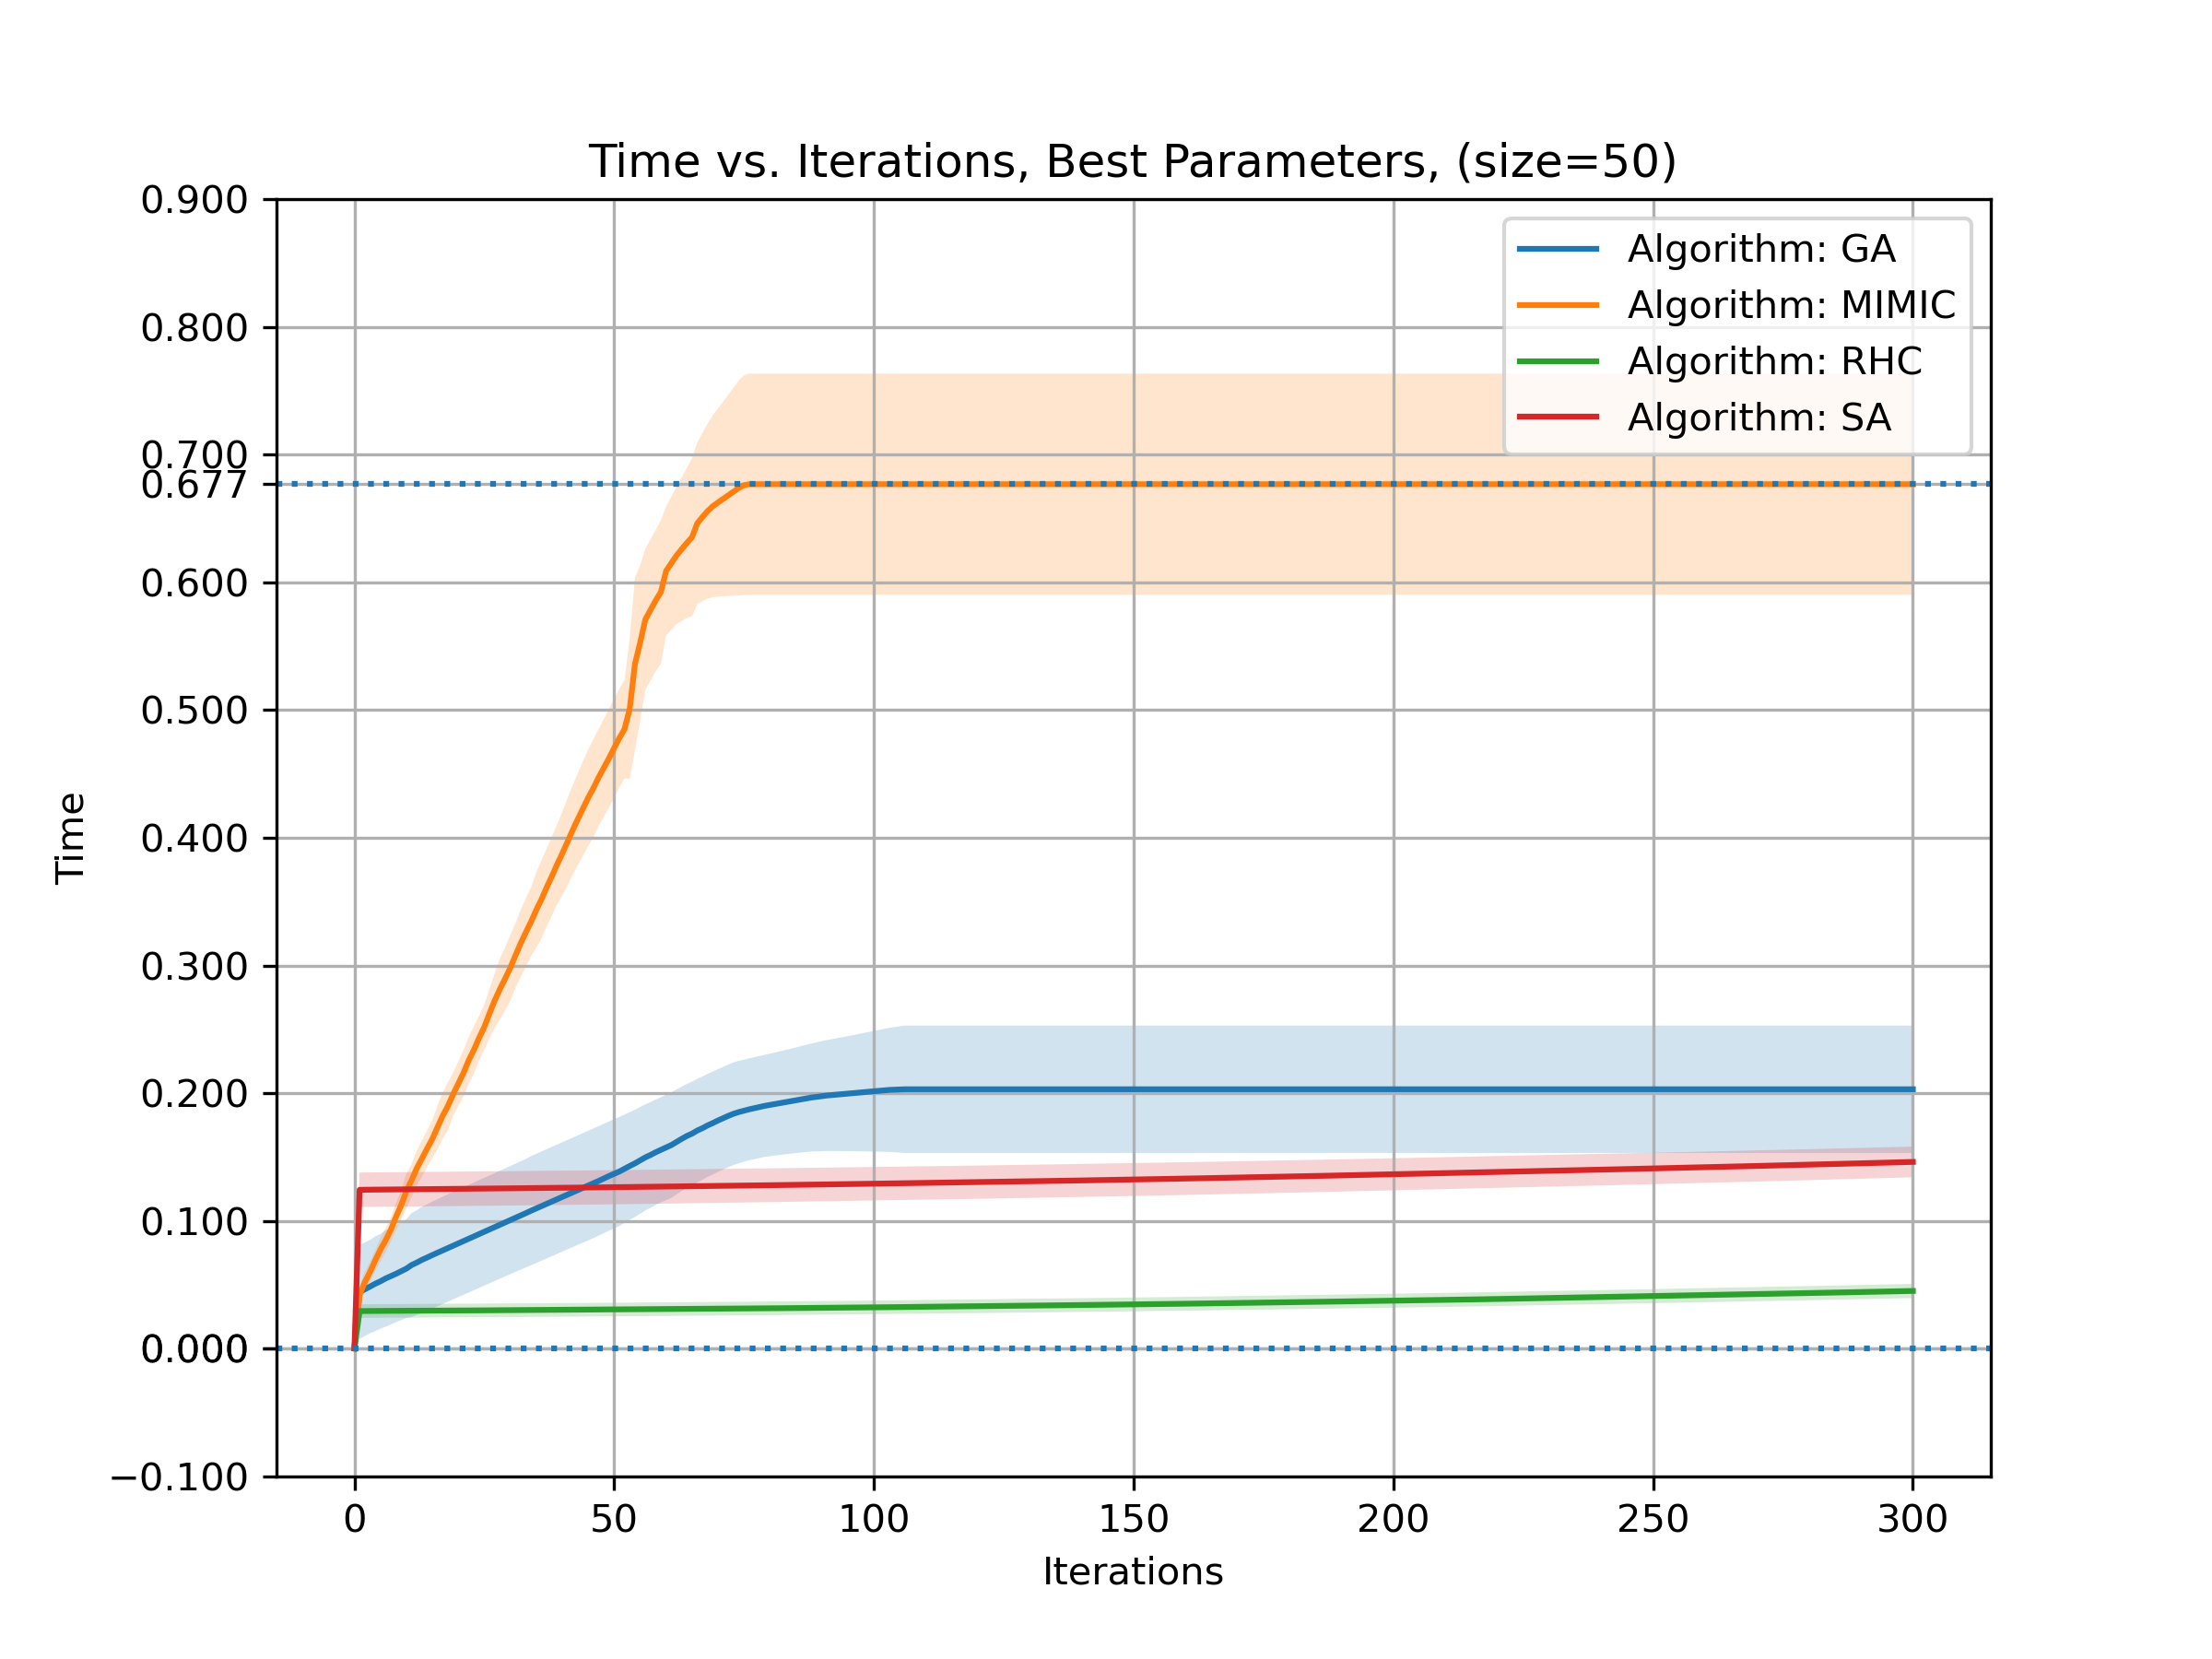 Time vs. Iterations, Best Parameters, (size=50)
0.900
0.800
0.700
0.677
0.600
0.500
0.400
0.300
0.200
0.100
0.000
−0.100
Time
Algorithm: GA
Algorithm: MIMIC
Algorithm: RHC
Algorithm: SA
0 50 100 150 200 250 300
Iterations